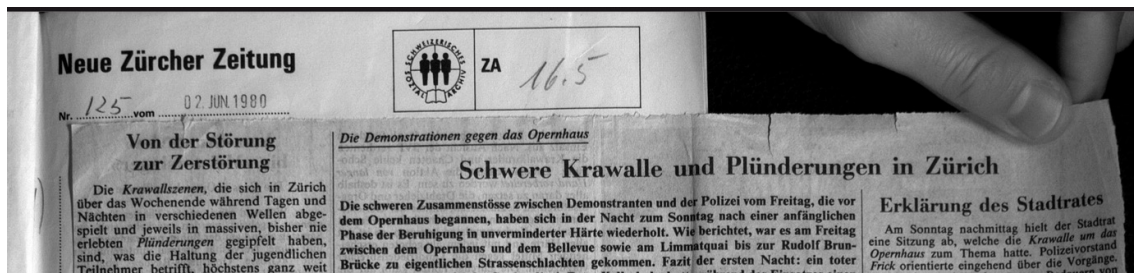 Neue Zürcher Zeitung
Nr. 125 vom 02. JUN. 1980
SCHWEIZERISCHES
SOZIAL ARCHIV
ZA
16.5
Von der Störung
zur Zerstörung
Die Krawallszenen, die sich in Zürich
über das Wochenende während Tagen und
Nächten in verschiedenen Wellen abge-
spielt und jeweils in massiven, bisher nie
erlebten Plünderungen gegipfelt haben,
sind, was die Haltung der jugendlichen
Teilnehmer betrifft, höchstens ganz weit
Die Demonstrationen gegen das Opernhaus
Schwere Krawalle und Plünderungen in Zürich
Die schweren Zusammenstösse zwischen Demonstranten und der Polizei vom Freitag, die vor
dem Opernhaus begannen, haben sich in der Nacht zum Sonntag nach einer anfänglichen
Phase der Beruhigung in unverminderter Härte wiederholt. Wie berichtet, war es am Freitag
zwischen dem Opernhaus und dem Bellevue sowie am Limmatquai bis zur Rudolf Brun-
Brücke zu eigentlichen Strassenschlachten gekommen. Fazit der ersten Nacht: ein toter
Erklärung des Stadtrates
Am Sonntag nachmittag hielt der Stadtrat
eine Sitzung ab, welche die Krawalle um das
Opernhaus zum Thema hatte. Polizeivorstand
Frick orientierte eingehend über die Vorgänge.